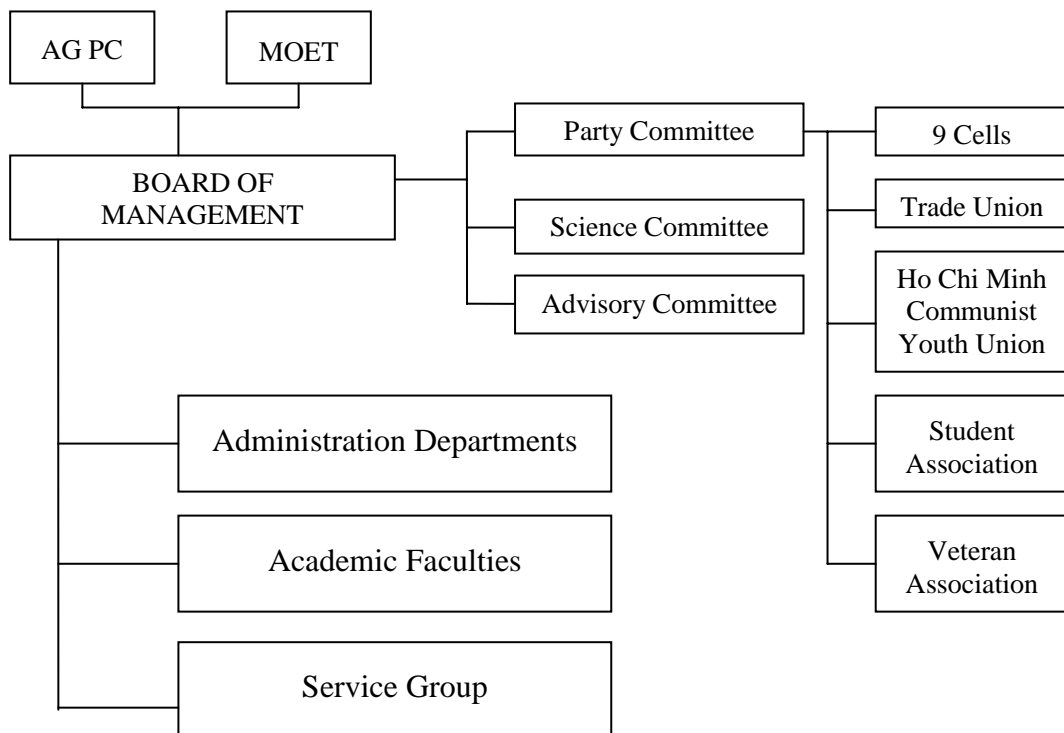 AG PC
MOET
Party Committee
9 Cells
BOARD OF
MANAGEMENT
Trade Union
Science Committee
Ho Chi Minh
Communist
Youth Union
Advisory Committee
Administration Departments
Student
Association
Academic Faculties
Veteran
Association
Service Group